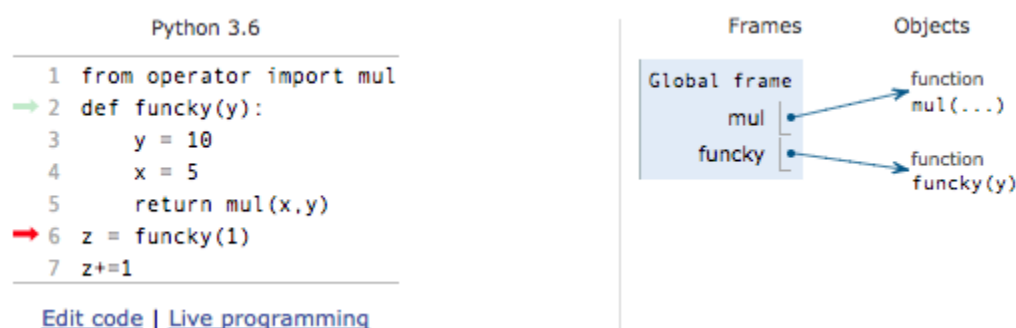 Python 3.6
1 from operator import mul
2 def funcky(y):
3     y = 10
4     x = 5
5     return mul(x,y)
6 z = funcky(1)
7 z+=1
Edit code | Live programming
Frames
Objects
Global frame
mul
funcky
function
mul(...)
function
funcky(y)